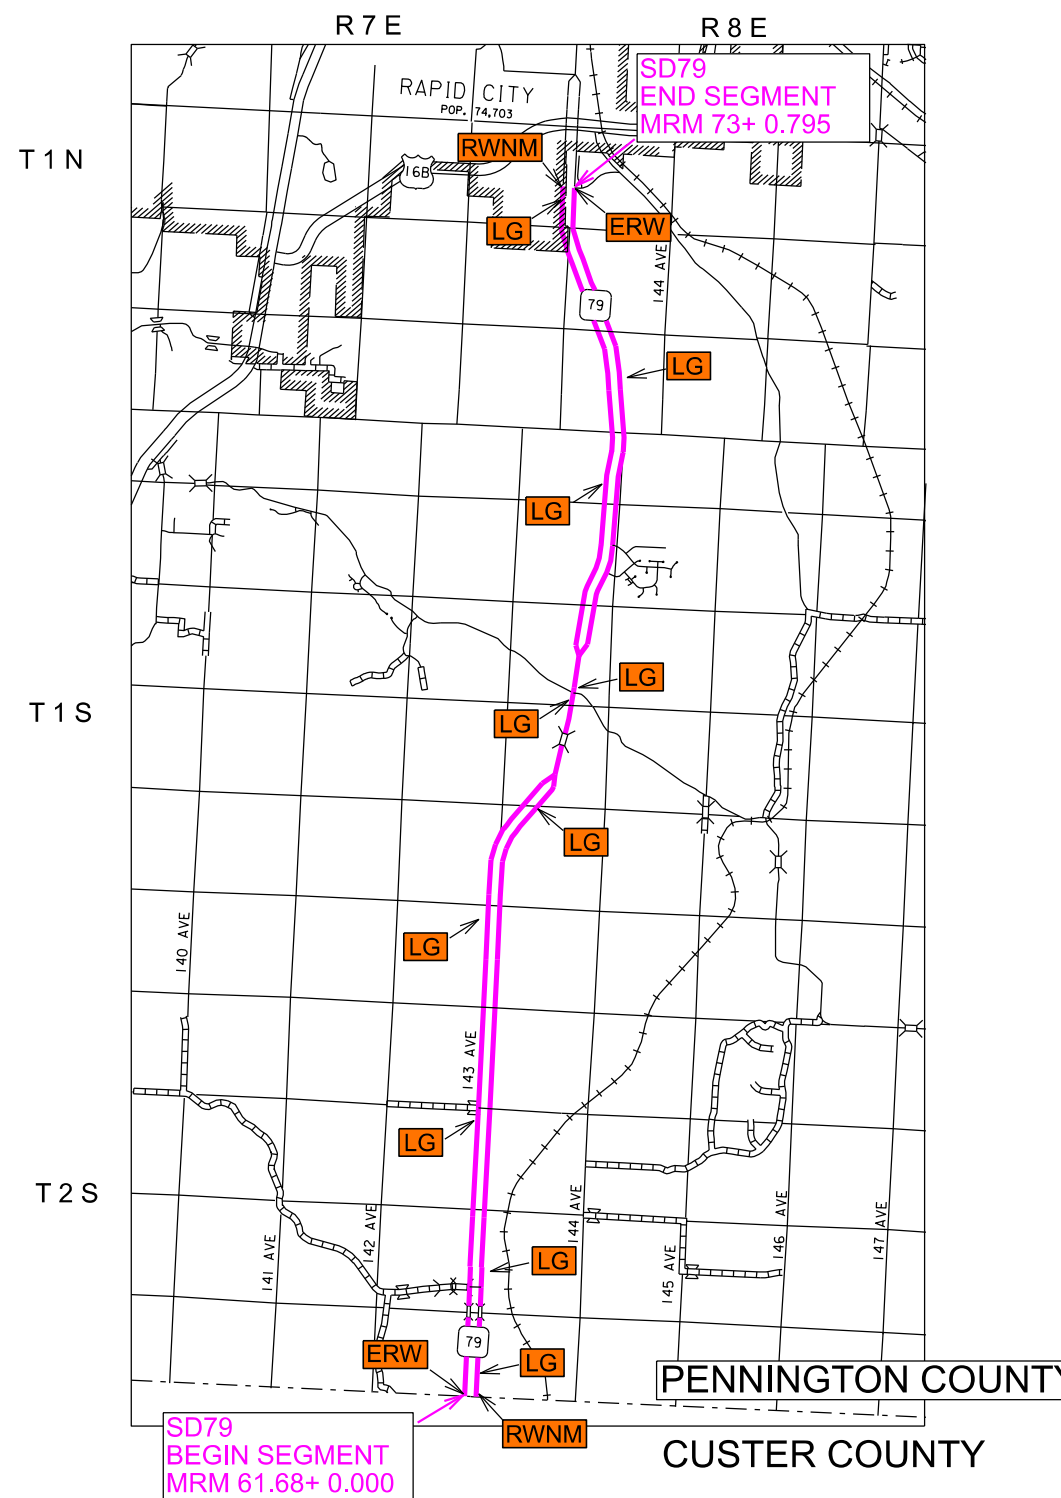 R 7 E
R 8 E
SD79
END SEGMENT
MRM 73+ 0.795
RAPID CITY
POP. 74,703
RWNM
T 1 N
16B
LG
ERW
144 AVE
79
LG
LG
LG
T 1 S
LG
LG
LG
140 AVE
143 AVE
LG
T 2 S
142 AVE
144 AVE
146 AVE
147 AVE
141 AVE
145 AVE
LG
79
ERW
LG
PENNINGTON COUNTY
SD79
BEGIN SEGMENT
MRM 61.68+ 0.000
RWNM
CUSTER COUNTY